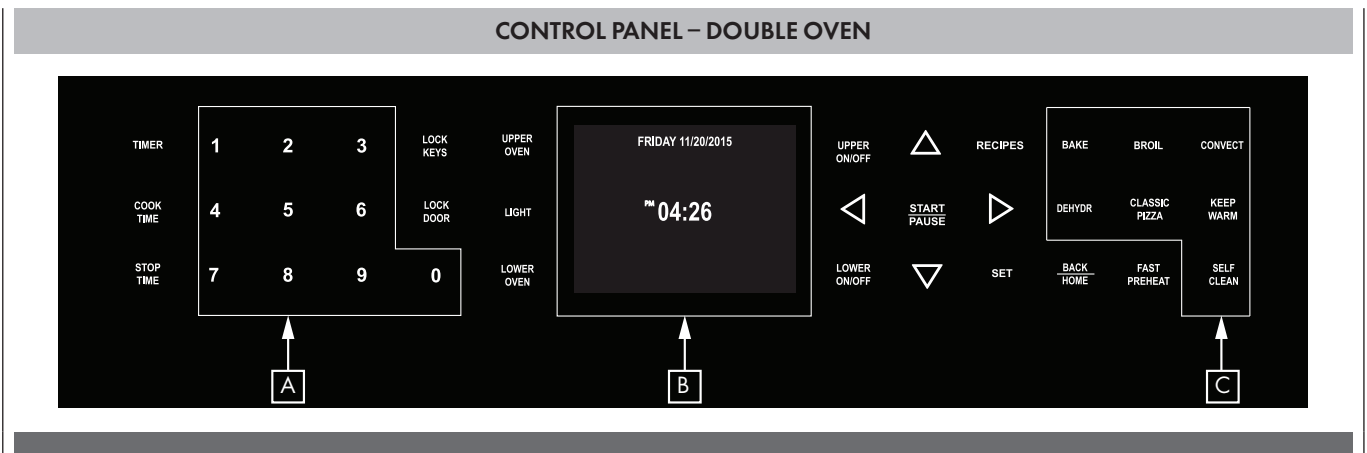 CONTROL PANEL – DOUBLE OVEN
TIMER
1
2
3
LOCK
KEYS
UPPER
OVEN
FRIDAY 11/20/2015
UPPER
ON/OFF
RECIPES
BAKE
BROIL
CONVECT
COOK
TIME
4
5
6
LOCK
DOOR
LIGHT
PM 04:26
START
PAUSE
DEHYDR
CLASSIC
PIZZA
KEEP
WARM
STOP
TIME
7
8
9
0
LOWER
OVEN
LOWER
ON/OFF
SET
BACK
HOME
FAST
PREHEAT
SELF
CLEAN
A
B
C